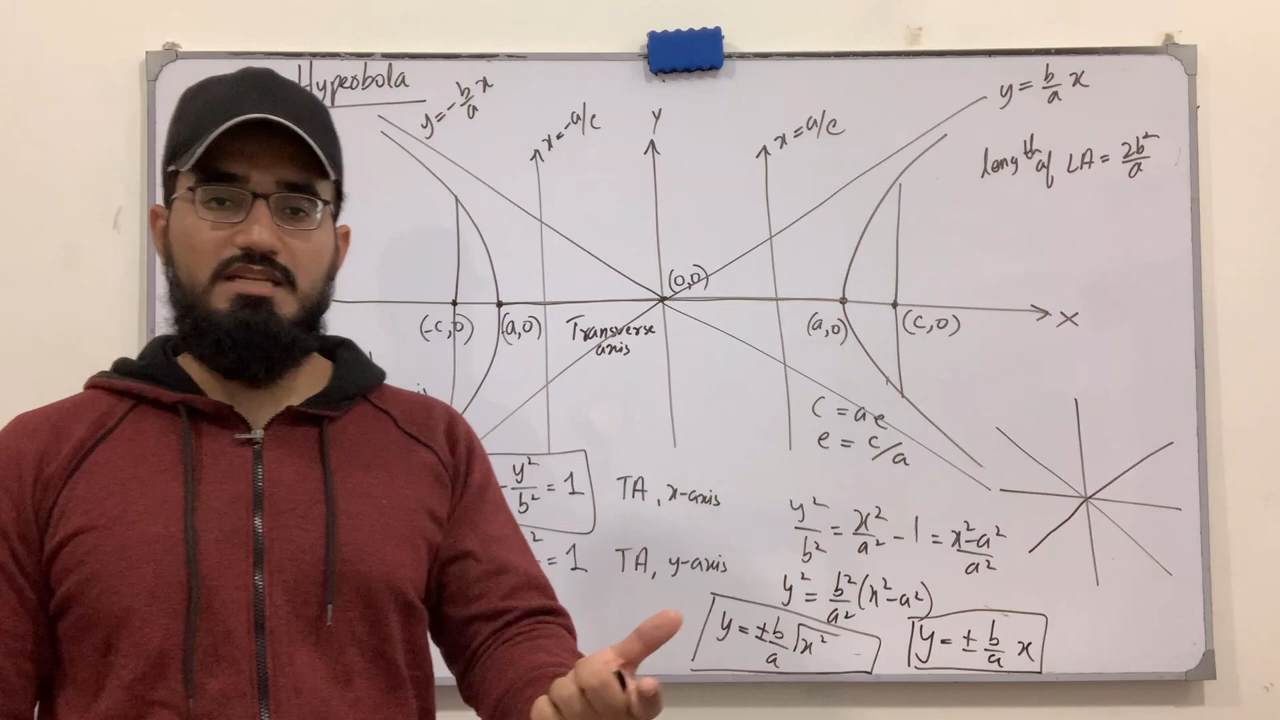 Hyperbola
y = -b/a x
x = -a/c
Y
x = a/c
y = b/a x
length of LA = 2b²/a
(0,0)
(-c,0)
(a,0)
Transverse
axis
(a,0)
(c,0)
X
c = ae
e = c/a
- y²/b² = 1 TA, x-axis
² = 1 TA, y-axis
y²/b² = x²/a² - 1 = x²-a²/a²
y² = b²/a² (x²-a²)
y = ± b/a √x²
y = ± b/a x